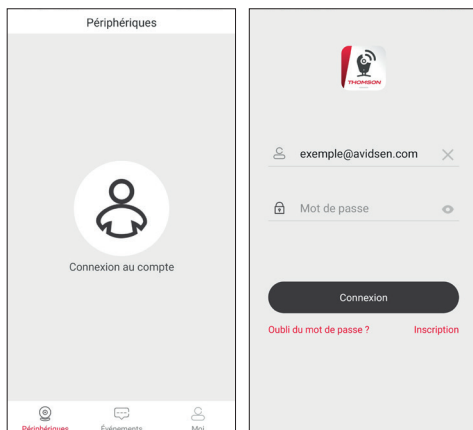 Périphériques
Connexion au compte
Périphériques
Événements
Moi
THOMSON
exemple@avidsen.com
Mot de passe
Connexion
Oubli du mot de passe ?
Inscription